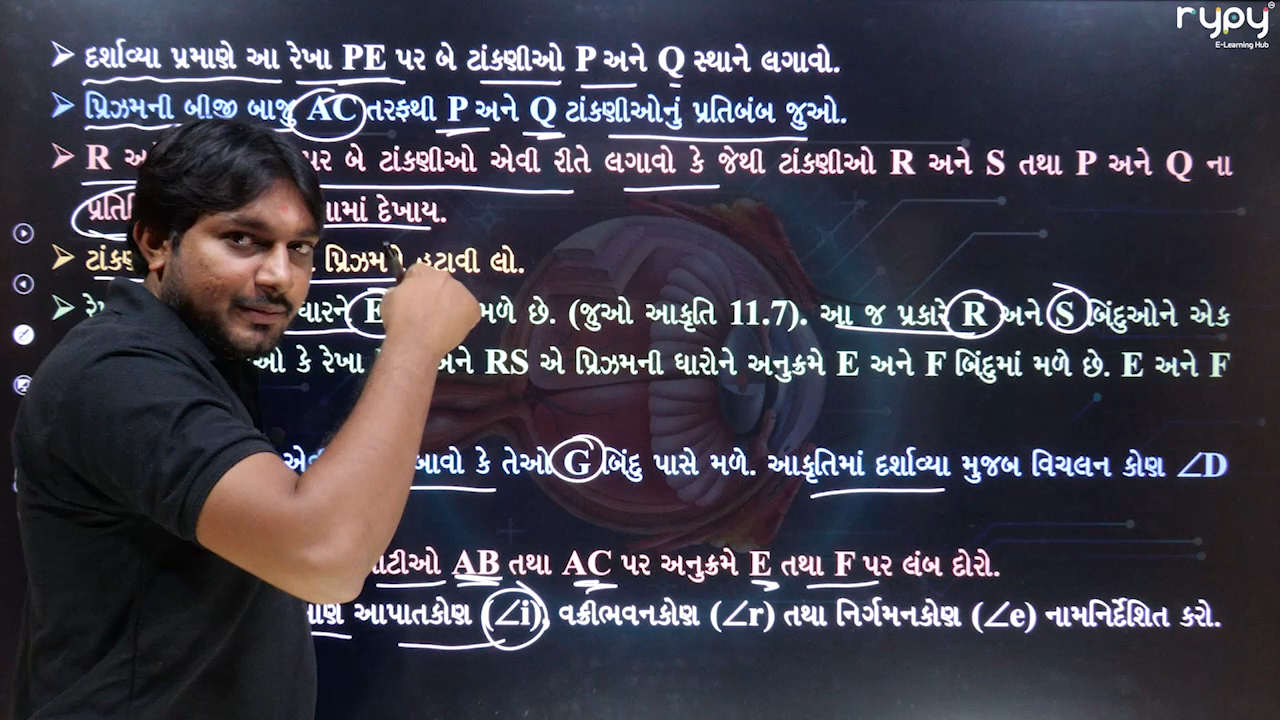 rypy
E-Learning Hub
➢ દર્શાવ્યા પ્રમાણે આ રેખા PE પર બે ટાંકણીઓ P અને Q સ્થાને લગાવો.
➢ પ્રિઝમની બીજી બાજુ AC તરફથી P અને Q ટાંકણીઓનું પ્રતિબિંબ જુઓ.
➢ R પર બે ટાંકણીઓ એવી રીતે લગાવો કે જેથી ટાંકણીઓ R અને S તથા P અને Q ના
દેખાય.
➢ પ્રિઝમને હટાવી લો.
➢ મળે છે. (જુઓ આકૃતિ 11.7). આ જ પ્રકારે R અને S બિંદુઓને એક
કે રેખા અને RS એ પ્રિઝમની ધારોને અનુક્રમે E અને F બિંદુમાં મળે છે. E અને F
કે તેઓ G બિંદુ પાસે મળે. આકૃતિમાં દર્શાવ્યા મુજબ વિચલન કોણ ∠D
AB તથા AC પર અનુક્રમે E તથા F પર લંબ દોરો.
આપાતકોણ (∠i), વક્રીભવનકોણ (∠r) તથા નિર્ગમનકોણ (∠e) નામનિર્દેશિત કરો.